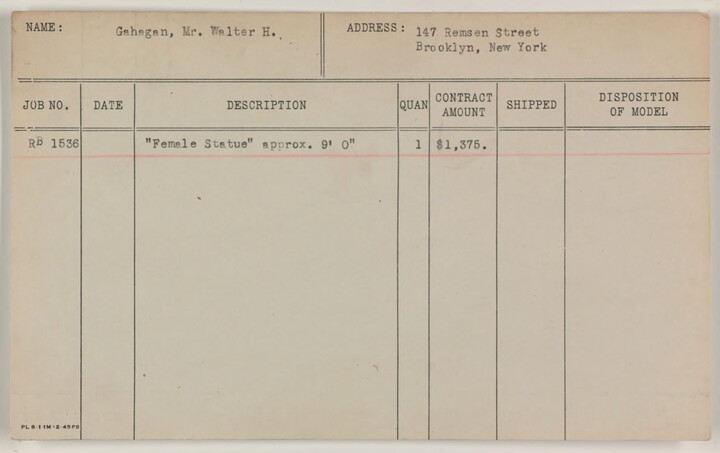 NAME: Gahagan, Mr. Walter H. ADDRESS: 147 Remsen Street
Brooklyn, New York
JOB NO. DATE DESCRIPTION QUAN CONTRACT AMOUNT SHIPPED DISPOSITION OF MODEL
RB 1536 "Female Statue" approx. 9' 0" 1 $1,375.